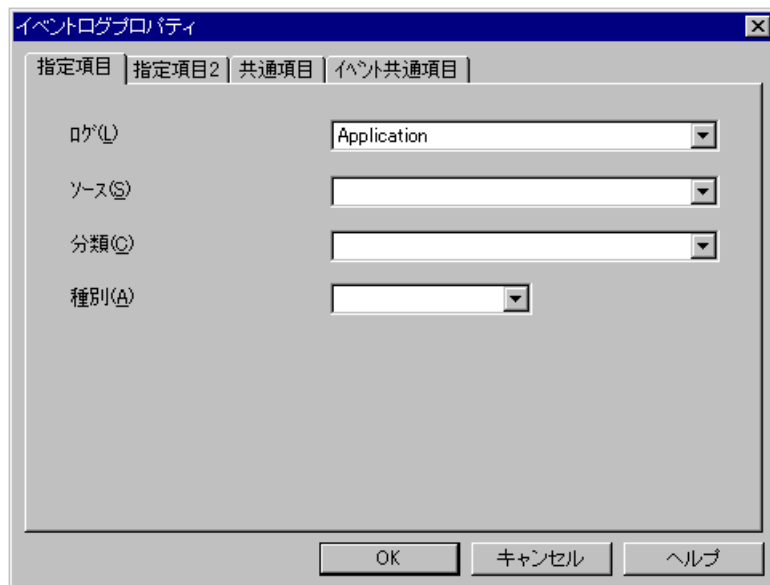 イベントログプロパティ
指定項目 指定項目2 共通項目 ｲﾍﾞﾝﾄ共通項目
ﾛｸﾞ(L) Application
ソース(S)
分類(C)
種別(A)
OK キャンセル ヘルプ